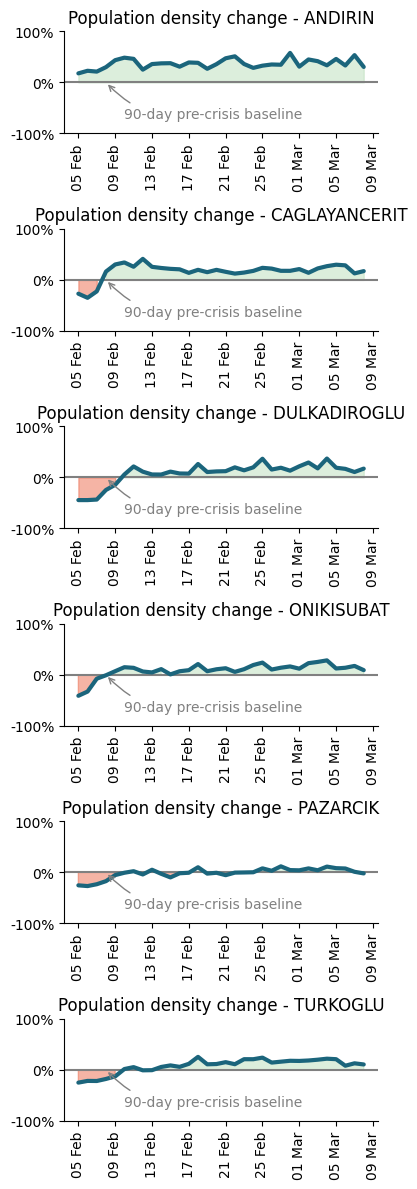 Population density change - ANDIRIN
100%
0%
-100%
90-day pre-crisis baseline
05 Feb
09 Feb
13 Feb
17 Feb
21 Feb
25 Feb
01 Mar
05 Mar
09 Mar
Population density change - CAGLAYANCERIT
100%
0%
-100%
90-day pre-crisis baseline
05 Feb
09 Feb
13 Feb
17 Feb
21 Feb
25 Feb
01 Mar
05 Mar
09 Mar
Population density change - DULKADIROGLU
100%
0%
-100%
90-day pre-crisis baseline
05 Feb
09 Feb
13 Feb
17 Feb
21 Feb
25 Feb
01 Mar
05 Mar
09 Mar
Population density change - ONIKISUBAT
100%
0%
-100%
90-day pre-crisis baseline
05 Feb
09 Feb
13 Feb
17 Feb
21 Feb
25 Feb
01 Mar
05 Mar
09 Mar
Population density change - PAZARCIK
100%
0%
-100%
90-day pre-crisis baseline
05 Feb
09 Feb
13 Feb
17 Feb
21 Feb
25 Feb
01 Mar
05 Mar
09 Mar
Population density change - TURKOGLU
100%
0%
-100%
90-day pre-crisis baseline
05 Feb
09 Feb
13 Feb
17 Feb
21 Feb
25 Feb
01 Mar
05 Mar
09 Mar